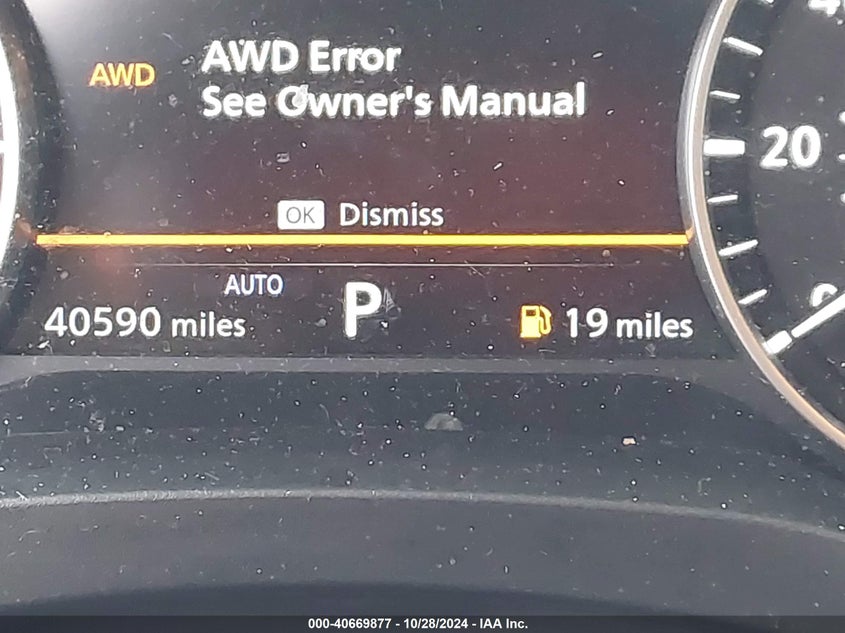 AWD Error
AWD
See Owner's Manual
20
OK Dismiss
AUTO
P
40590 miles
19 miles
000-40669877 - 10/28/2024 - IAA Inc.